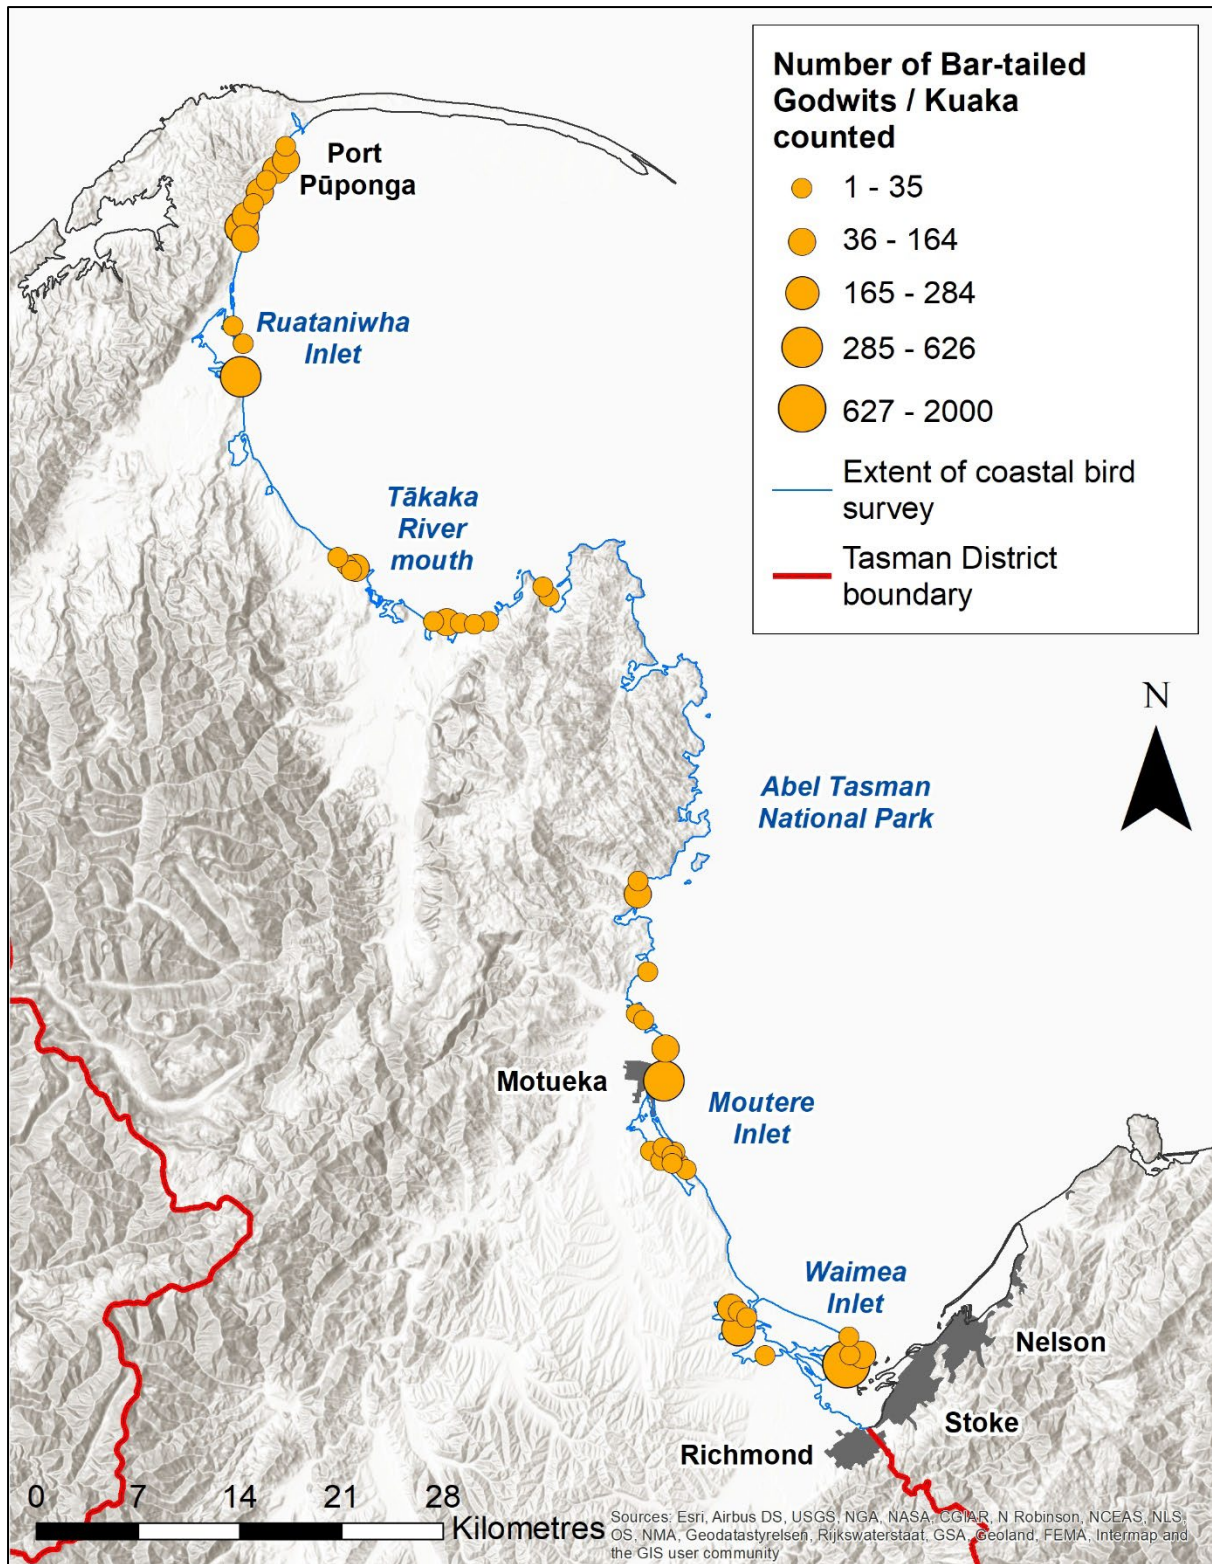 Number of Bar-tailed
Godwits / Kuaka
counted
1 - 35
36 - 164
165 - 284
285 - 626
627 - 2000
Extent of coastal bird
survey
Tasman District
boundary
Port
Pūponga
Ruataniwha
Inlet
Tākaka
River
mouth
N
Abel Tasman
National Park
Motueka
Moutere
Inlet
Waimea
Inlet
Nelson
Stoke
Richmond
0 7 14 21 28
Kilometres
Sources: Esri, Airbus DS, USGS, NGA, NASA, CGIAR, N Robinson, NCEAS, NLS,
OS, NMA, Geodatastyrelsen, Rijkswaterstaat, GSA, Geoland, FEMA, Intermap and
the GIS user community